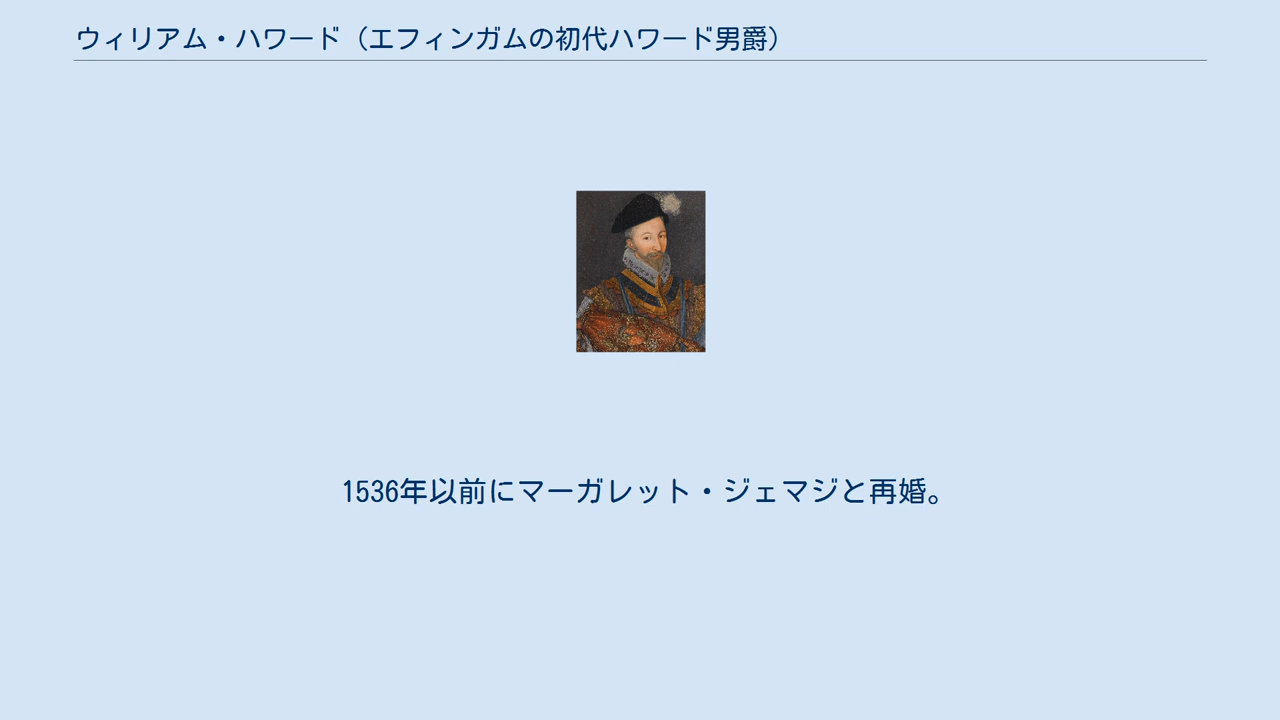 ウィリアム・ハワード（エフィンガムの初代ハワード男爵）
1536年以前にマーガレット・ジェマジと再婚。